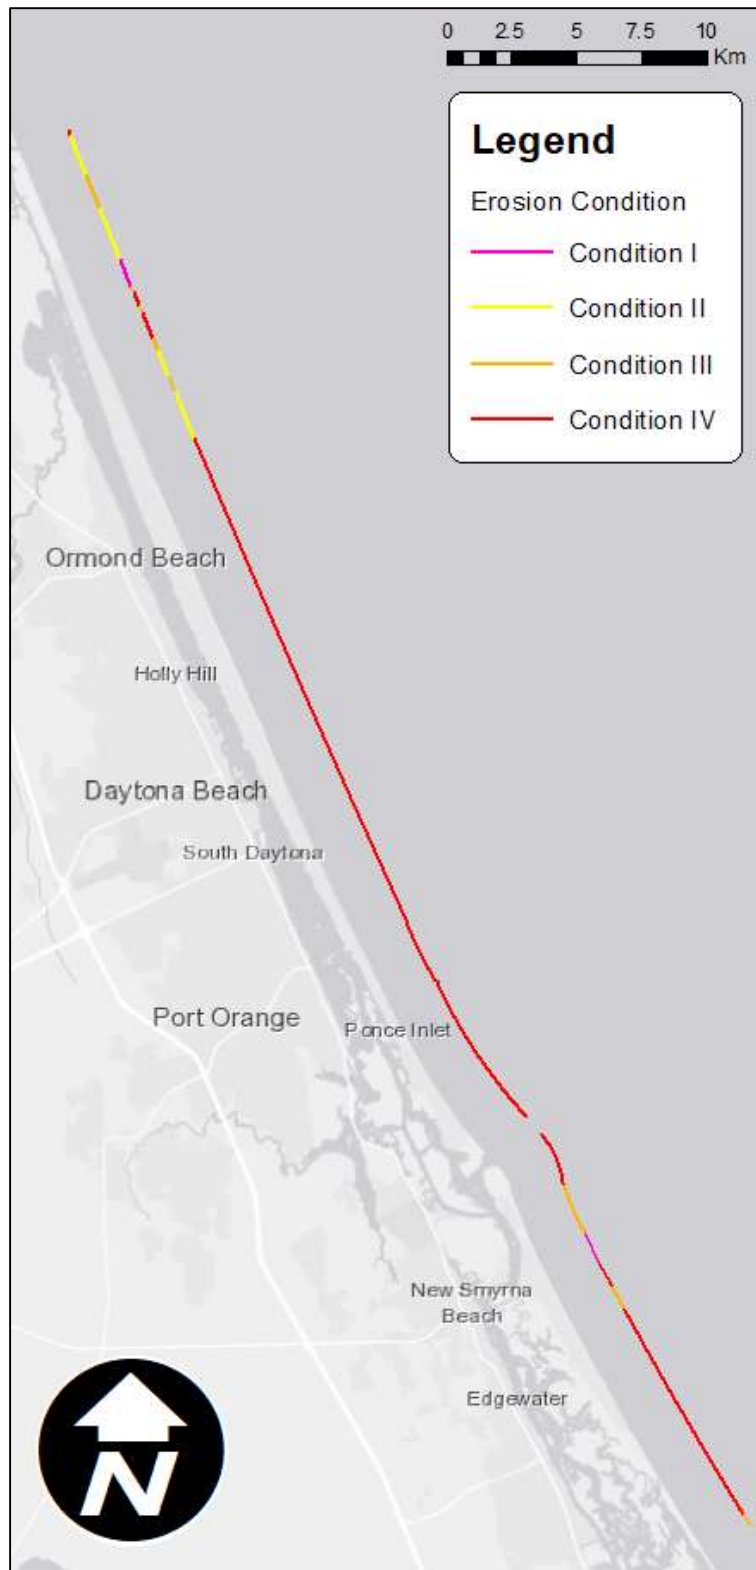 0 2.5 5 7.5 10
Km
Legend
Erosion Condition
Condition I
Condition II
Condition III
Condition IV
Ormond Beach
Holly Hill
Daytona Beach
South Daytona
Port Orange
Ponce Inlet
New Smyrna
Beach
Edgewater
N